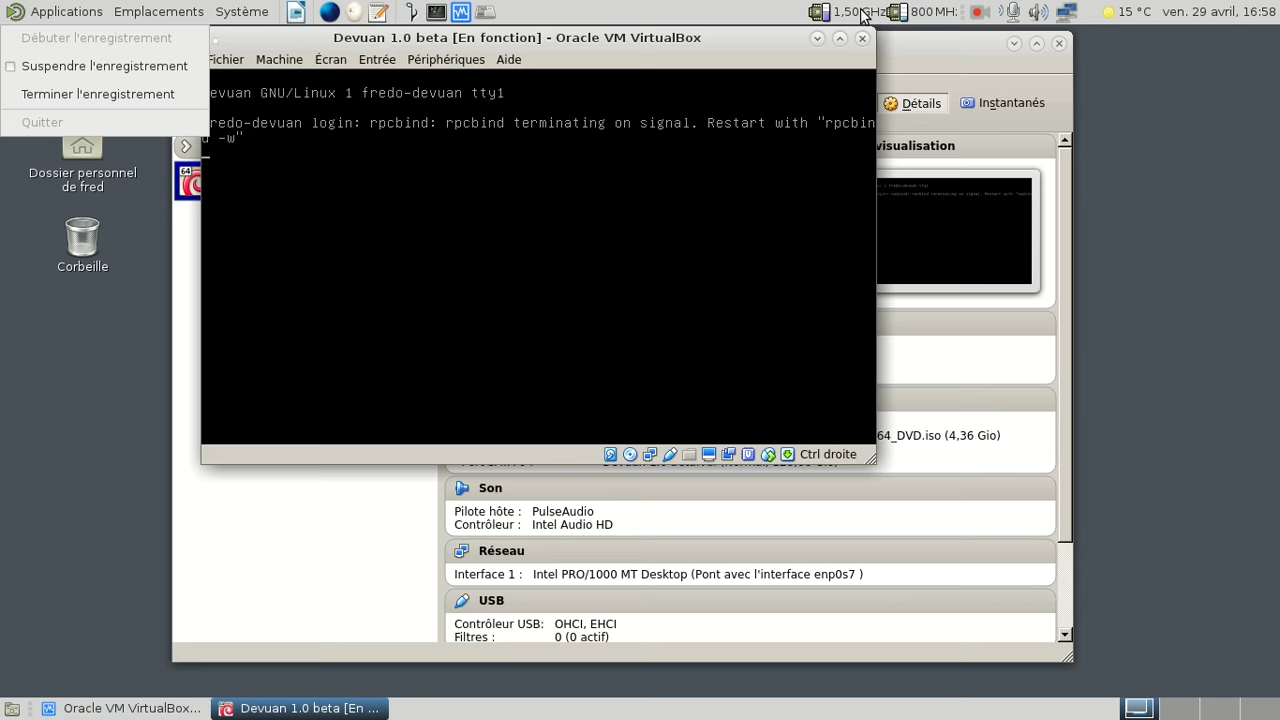 Applications Emplacements Système
1,50 GHz 800 MHz 15 °C ven. 29 avril, 16:58
Débuter l'enregistrement
Suspendre l'enregistrement
Terminer l'enregistrement
Quitter
Dossier personnel
de fred
Corbeille
Devuan 1.0 beta [En fonction] - Oracle VM VirtualBox
Fichier Machine Écran Entrée Périphériques Aide
evuan GNU/Linux 1 fredo-devuan tty1
redo-devuan login: rpcbind: rpcbind terminating on signal. Restart with "rpcbin
d -w"
Ctrl droite
Détails Instantanés
visualisation
64_DVD.iso (4,36 Gio)
Son
Pilote hôte : PulseAudio
Contrôleur : Intel Audio HD
Réseau
Interface 1 : Intel PRO/1000 MT Desktop (Pont avec l'interface enp0s7 )
USB
Contrôleur USB: OHCI, EHCI
Filtres : 0 (0 actif)
Oracle VM VirtualBox... Devuan 1.0 beta [En ...